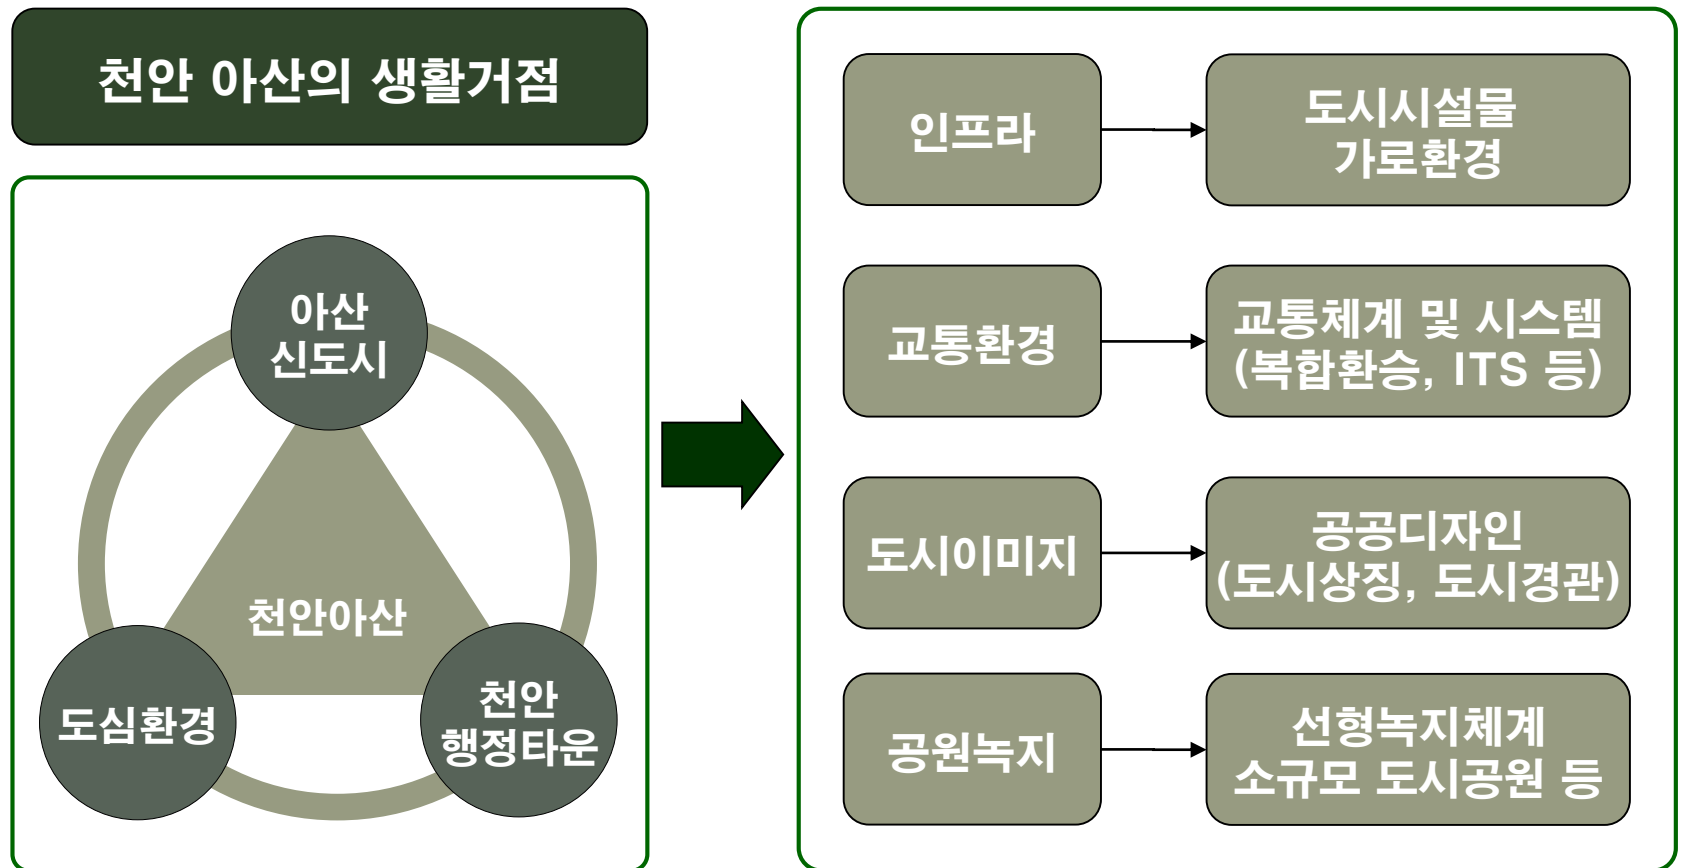 천안 아산의 생활거점
아산
신도시
천안아산
도심환경
천안
행정타운
인프라
도시시설물
가로환경
교통환경
교통체계 및 시스템
(복합환승, ITS 등)
도시이미지
공공디자인
(도시상징, 도시경관)
공원녹지
선형녹지체계
소규모 도시공원 등